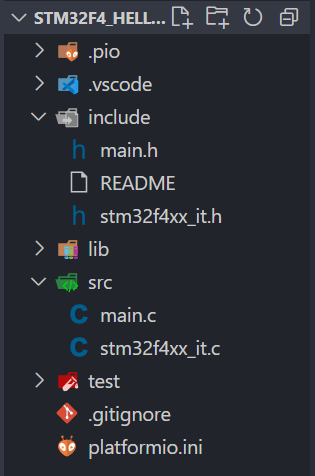 STM32F4_HELL...
.pio
.vscode
include
main.h
README
stm32f4xx_it.h
lib
src
main.c
stm32f4xx_it.c
test
.gitignore
platformio.ini